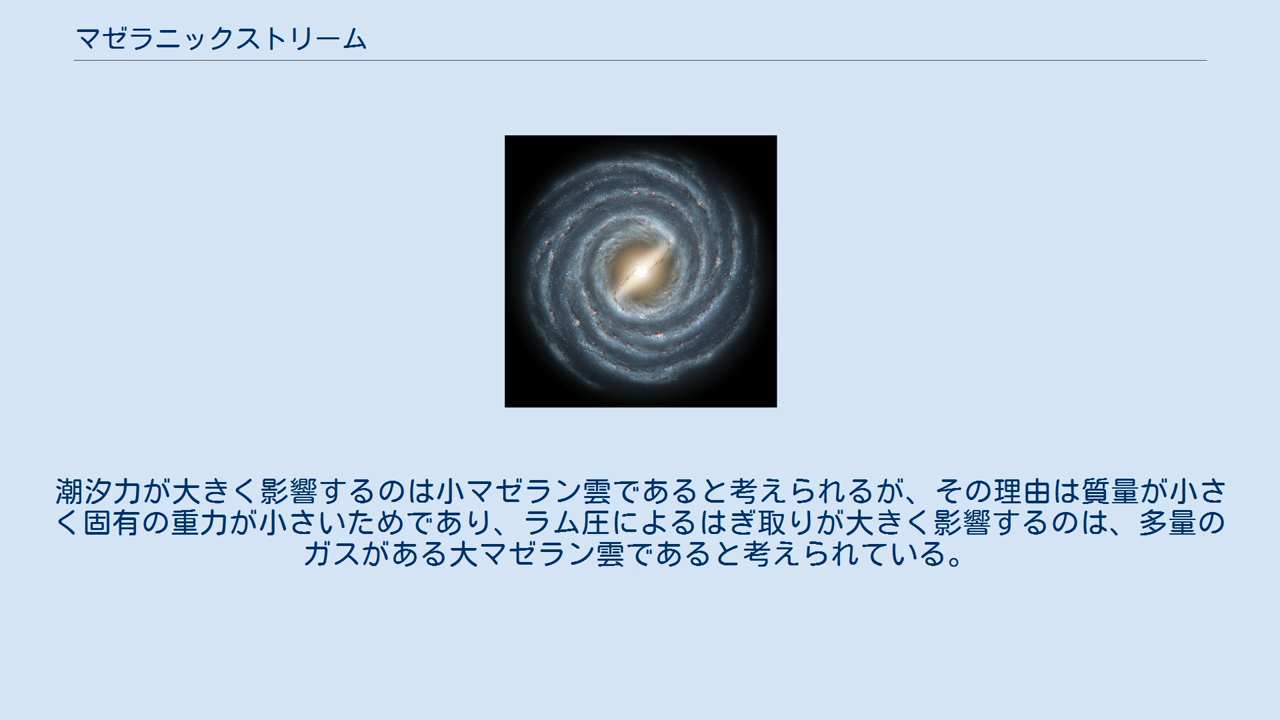 マゼラニックストリーム
潮汐力が大きく影響するのは小マゼラン雲であると考えられるが、その理由は質量が小さ
く固有の重力が小さいためであり、ラム圧によるはぎ取りが大きく影響するのは、多量の
ガスがある大マゼラン雲であると考えられている。